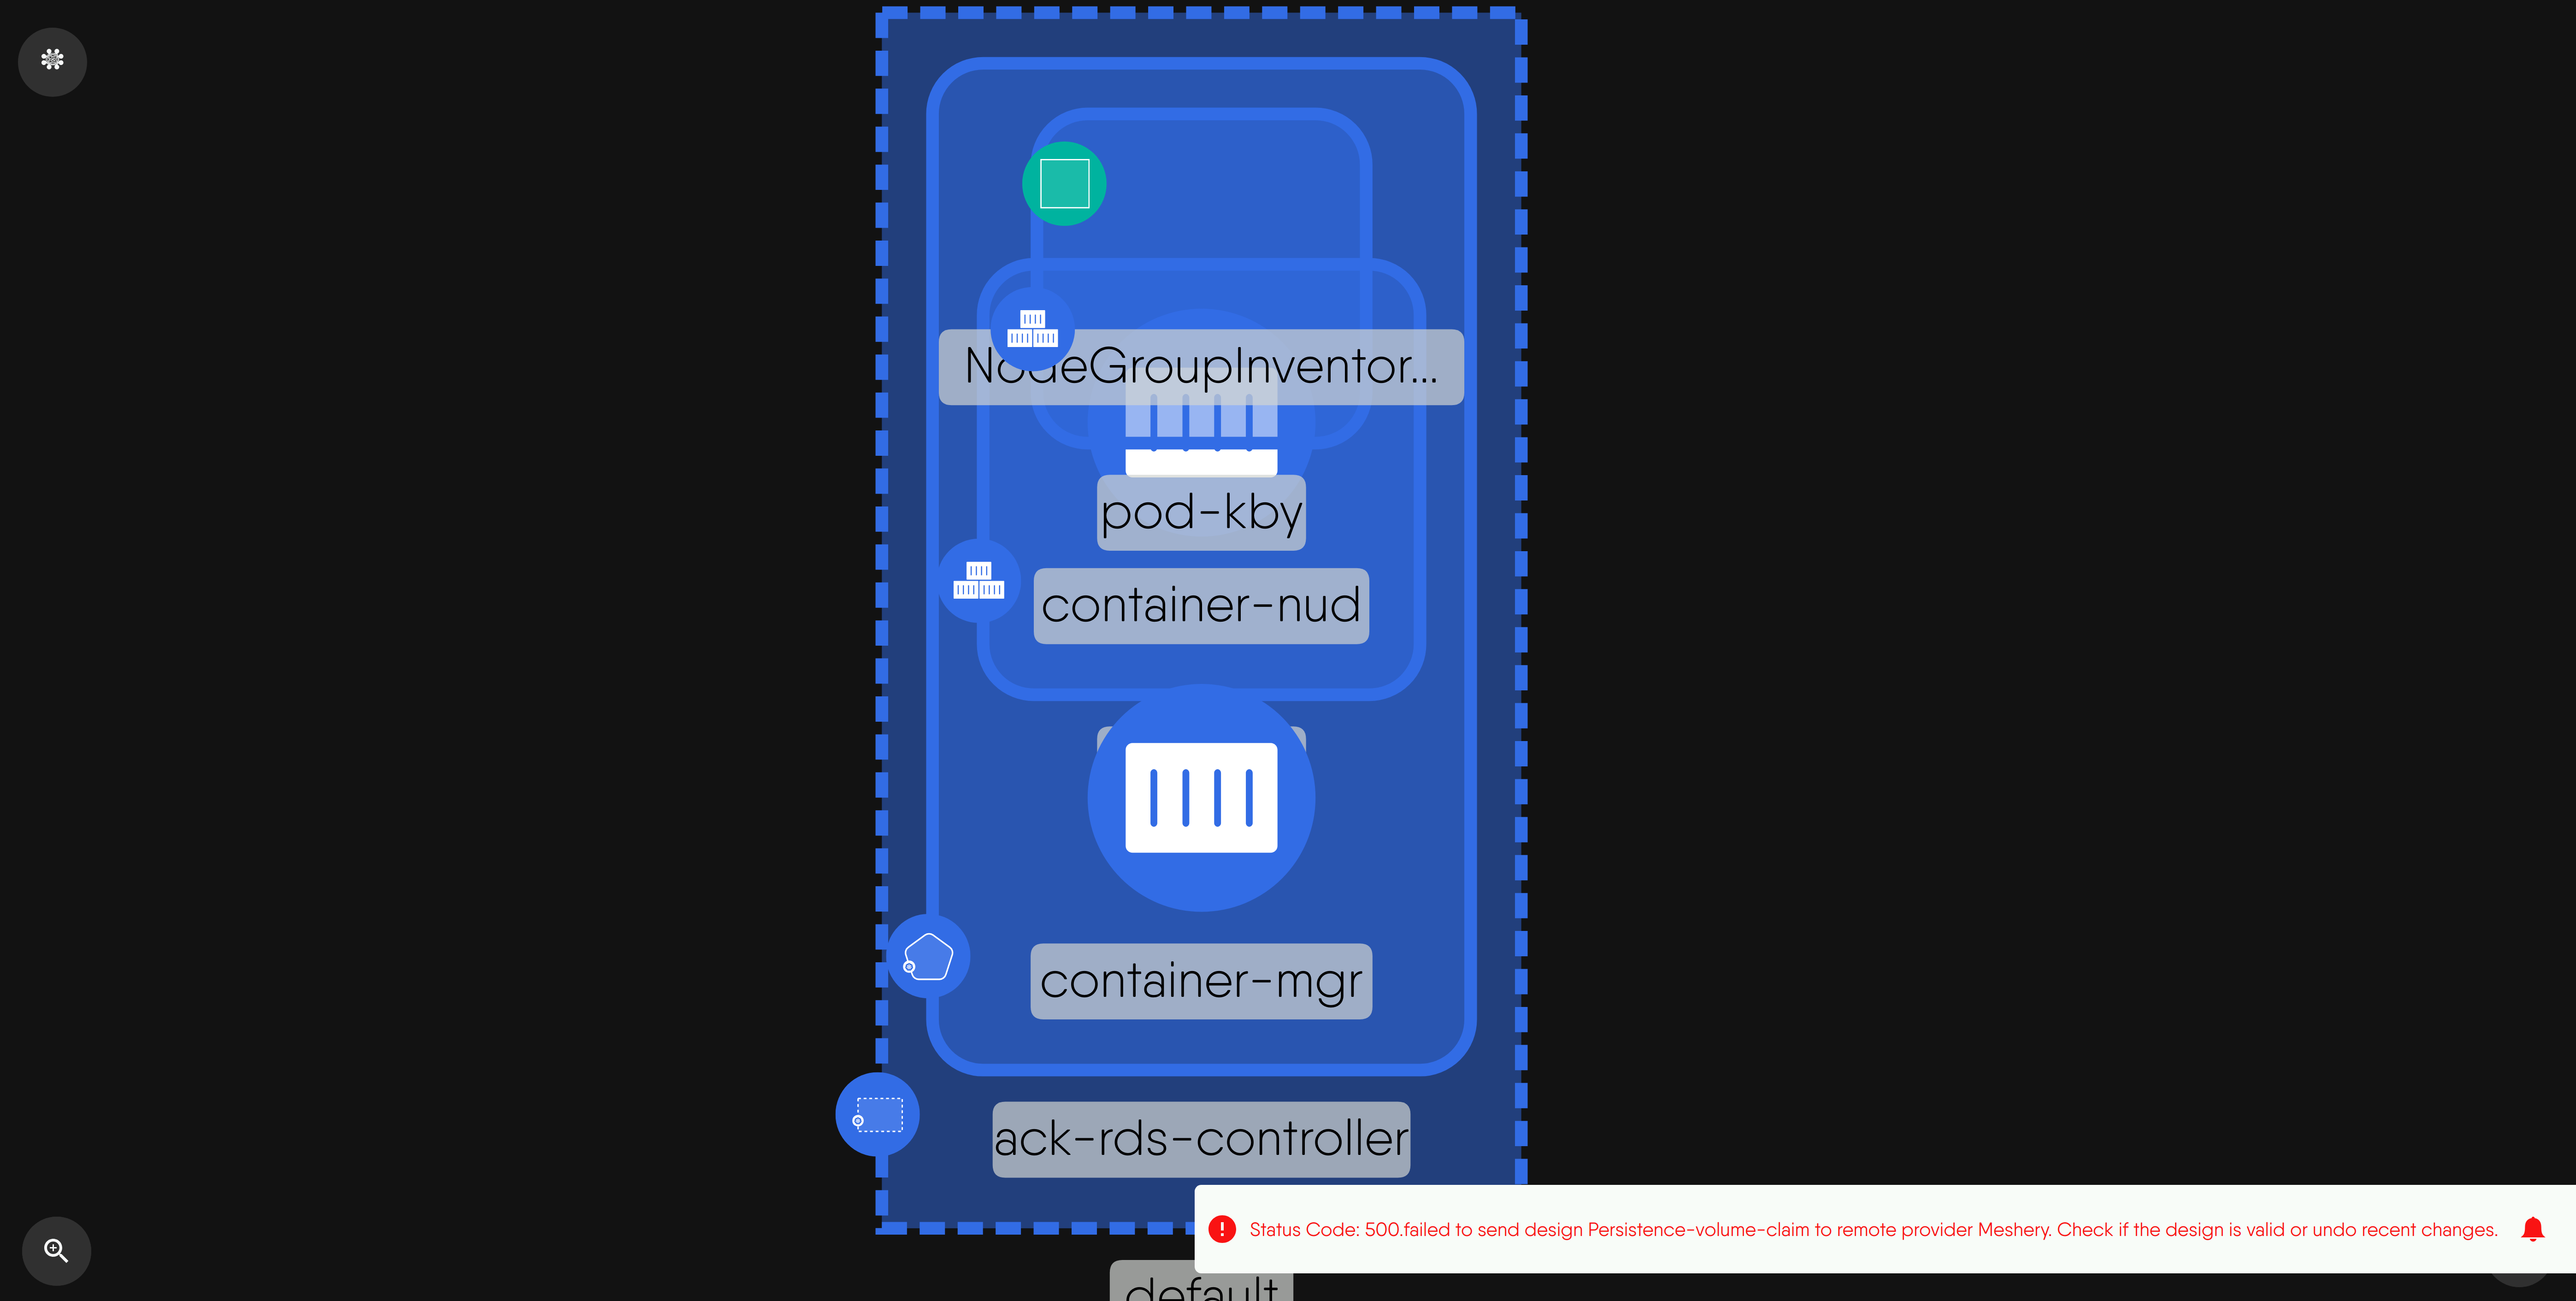 NodeGroupInventor...
pod-kby
container-nud
container-mgr
ack-rds-controller
Status Code: 500.failed to send design Persistence-volume-claim to remote provider Meshery. Check if the design is valid or undo recent changes.
default